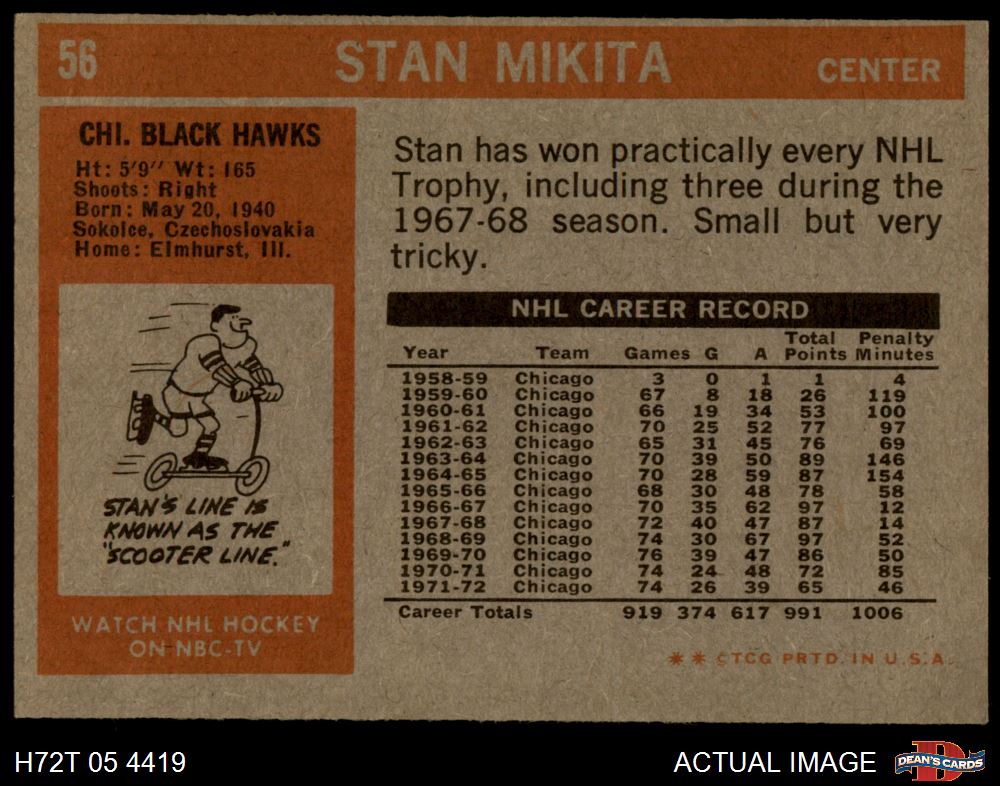 56 STAN MIKITA CENTER
CHI. BLACK HAWKS
Ht: 5'9" Wt: 165
Shoots: Right
Born: May 20, 1940
Sokolce, Czechoslovakia
Home: Elmhurst, Ill.
STAN'S LINE IS
KNOWN AS THE
"SCOOTER LINE."
WATCH NHL HOCKEY
ON NBC-TV
Stan has won practically every NHL
Trophy, including three during the
1967-68 season. Small but very
tricky.
NHL CAREER RECORD
Total Penalty
Year Team Games G A Points Minutes
1958-59 Chicago 3 0 1 1 4
1959-60 Chicago 67 8 18 26 119
1960-61 Chicago 66 19 34 53 100
1961-62 Chicago 70 25 52 77 97
1962-63 Chicago 65 31 45 76 69
1963-64 Chicago 70 39 50 89 146
1964-65 Chicago 70 28 59 87 154
1965-66 Chicago 68 30 48 78 58
1966-67 Chicago 70 35 62 97 12
1967-68 Chicago 72 40 47 87 14
1968-69 Chicago 74 30 67 97 52
1969-70 Chicago 76 39 47 86 50
1970-71 Chicago 74 24 48 72 85
1971-72 Chicago 74 26 39 65 46
Career Totals 919 374 617 991 1006
** ©TCG PRTD. IN U.S.A.
H72T 05 4419 ACTUAL IMAGE D DEAN'S CARDS